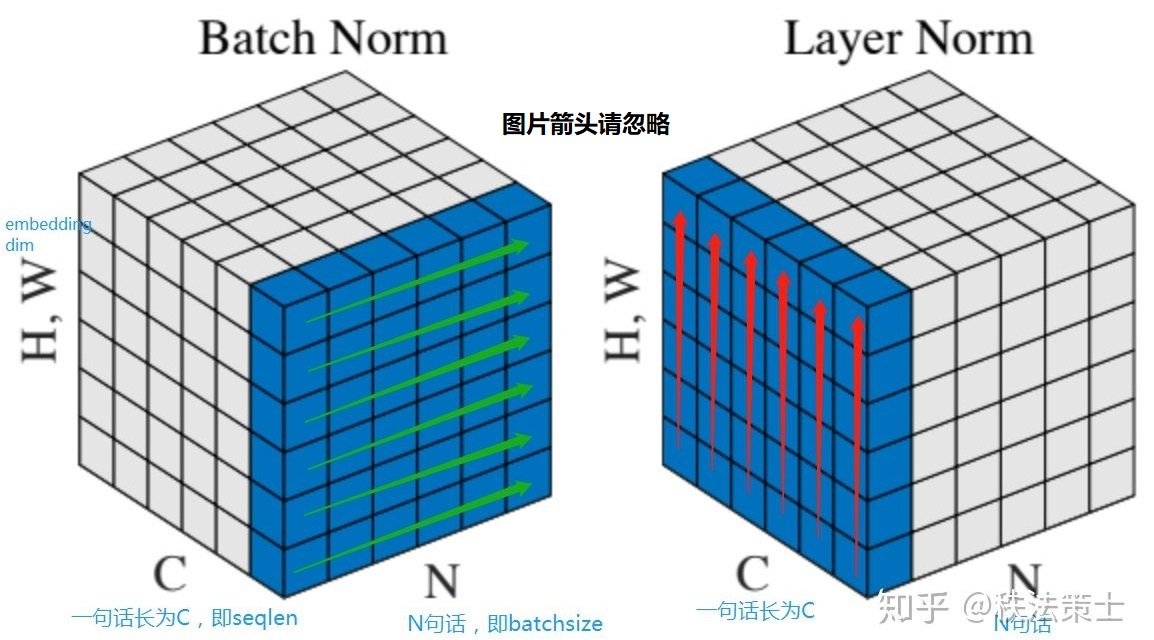 Batch Norm
Layer Norm
图片箭头请忽略
embedding
dim
H, W
H, W
C
N
C
N
一句话长为C，即seqlen
N句话，即batchsize
一句话长为C
N句话
知乎 @秩法策士